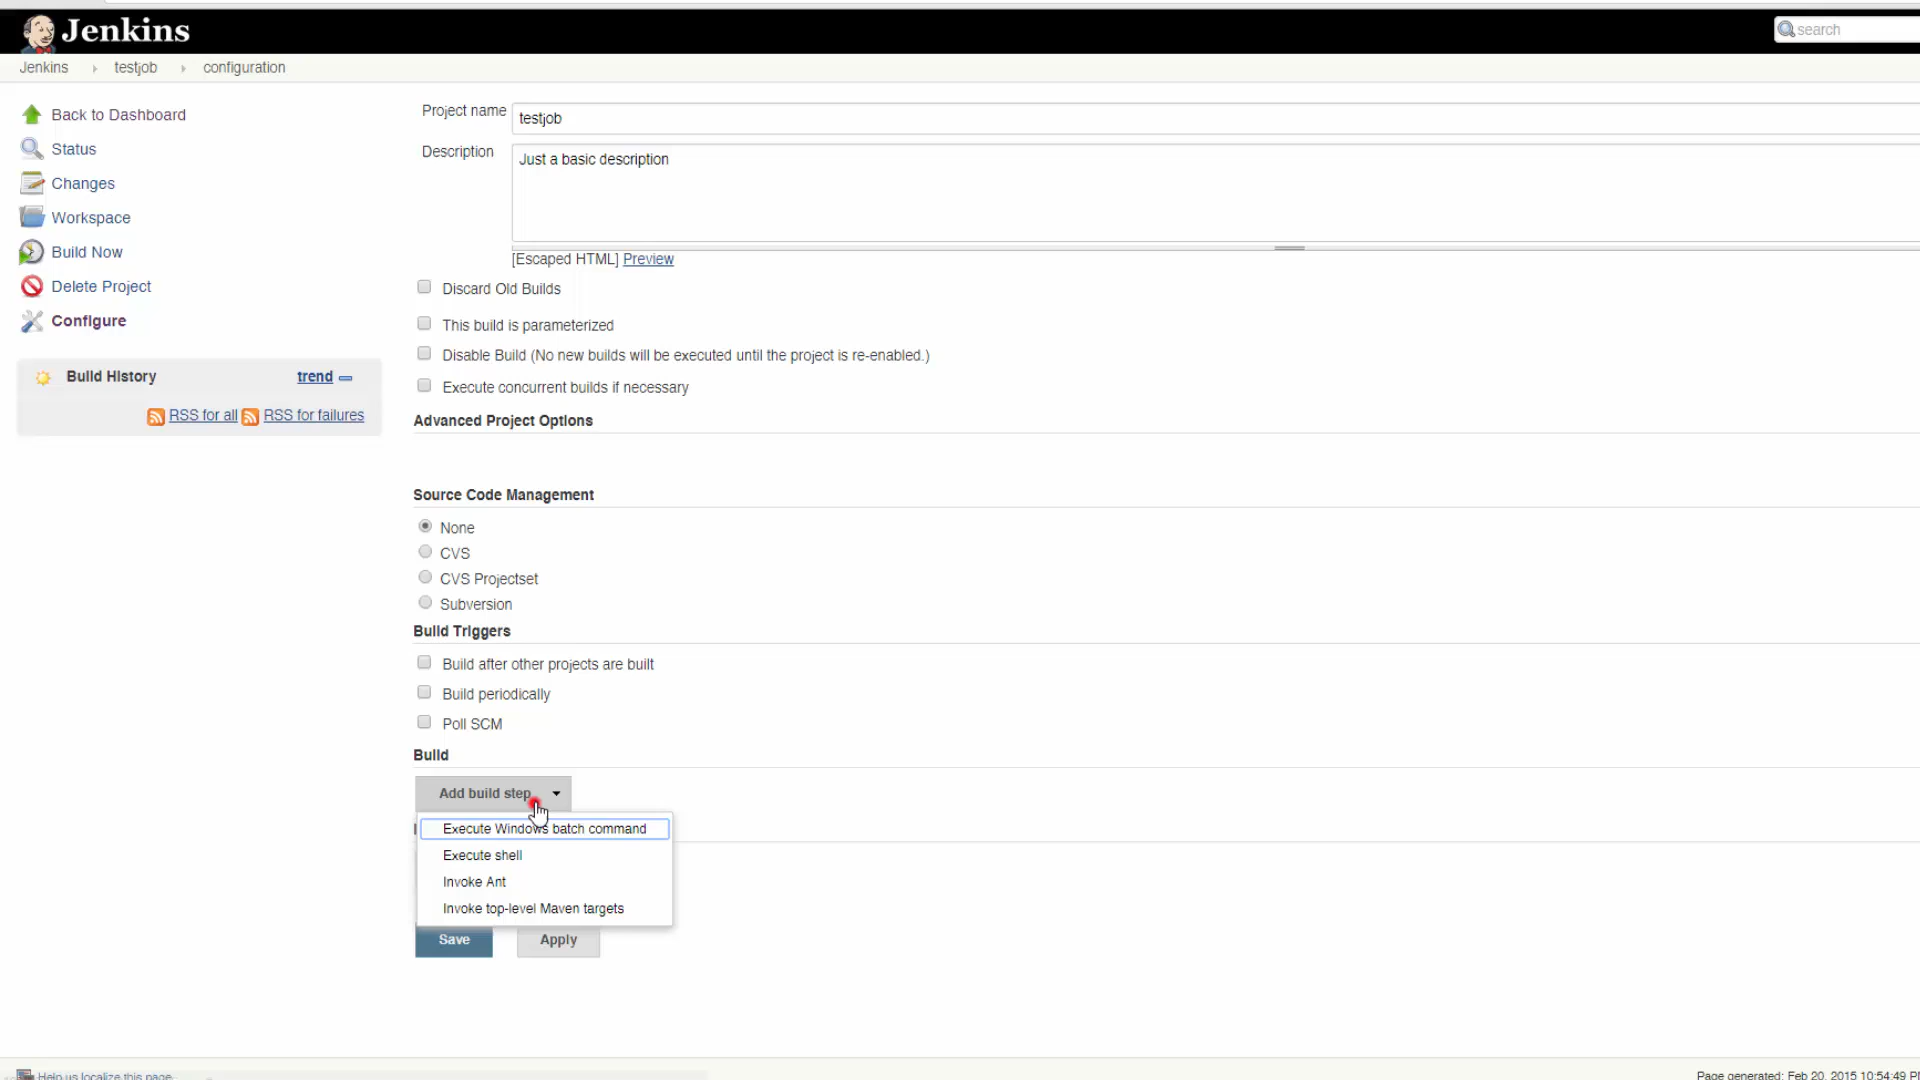 Jenkins
search
Jenkins testjob configuration
Back to Dashboard
Status
Changes
Workspace
Build Now
Delete Project
Configure
Build History trend
RSS for all RSS for failures
Project name testjob
Description Just a basic description
[Escaped HTML] Preview
Discard Old Builds
This build is parameterized
Disable Build (No new builds will be executed until the project is re-enabled.)
Execute concurrent builds if necessary
Advanced Project Options
Source Code Management
None
CVS
CVS Projectset
Subversion
Build Triggers
Build after other projects are built
Build periodically
Poll SCM
Build
Add build step
Execute Windows batch command
Execute shell
Invoke Ant
Invoke top-level Maven targets
Save Apply
Help us localize this page
Page generated: Feb 20, 2015 10:54:49 P